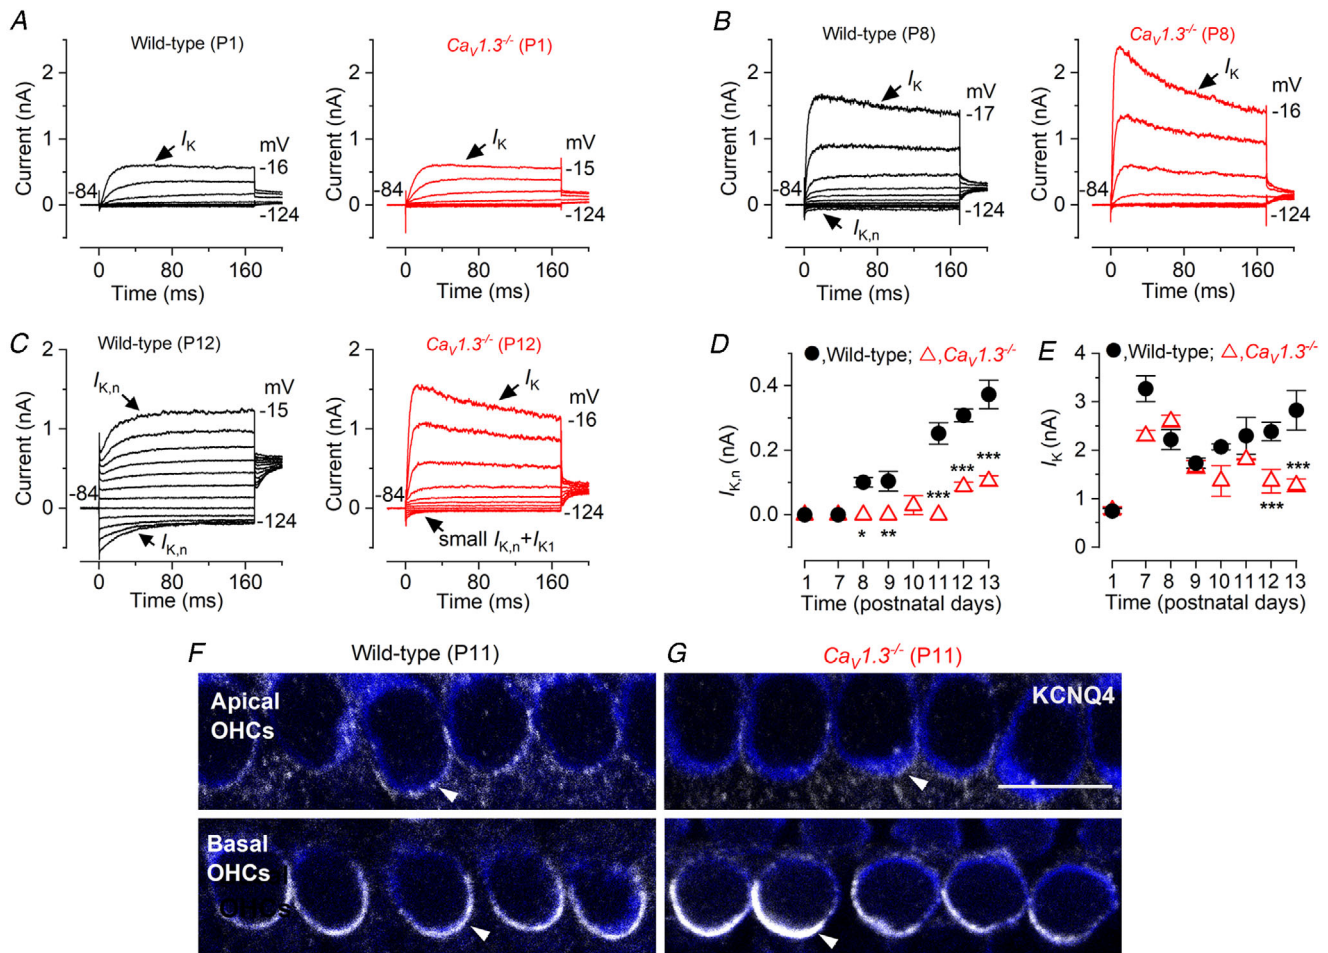 A
Wild-type (P1)
Current (nA)
2
1
0
-84
IK
mV
-16
-124
0 80 160
Time (ms)
CaV1.3-/- (P1)
Current (nA)
2
1
0
-84
IK
mV
-15
-124
0 80 160
Time (ms)
B
Wild-type (P8)
Current (nA)
2
1
0
-84
IK
mV
-17
IK,n
-124
0 80 160
Time (ms)
CaV1.3-/- (P8)
Current (nA)
2
1
0
-84
IK
mV
-16
-124
0 80 160
Time (ms)
C
Wild-type (P12)
Current (nA)
2
1
0
IK,n
-84
mV
-15
-124
IK,n
0 80 160
Time (ms)
CaV1.3-/- (P12)
Current (nA)
2
1
0
-84
IK
mV
-16
-124
small IK,n+IK1
0 80 160
Time (ms)
D
●,Wild-type; △,CaV1.3-/-
IK,n (nA)
0.4
0.2
0.0
* ** *** *** ***
1 7 8 9 10 11 12 13
Time (postnatal days)
E
●,Wild-type; △,CaV1.3-/-
IK (nA)
4
3
2
1
0
*** ***
1 7 8 9 10 11 12 13
Time (postnatal days)
F
Wild-type (P11)
G
CaV1.3-/- (P11)
Apical
OHCs
KCNQ4
Basal
OHCs
OHCs